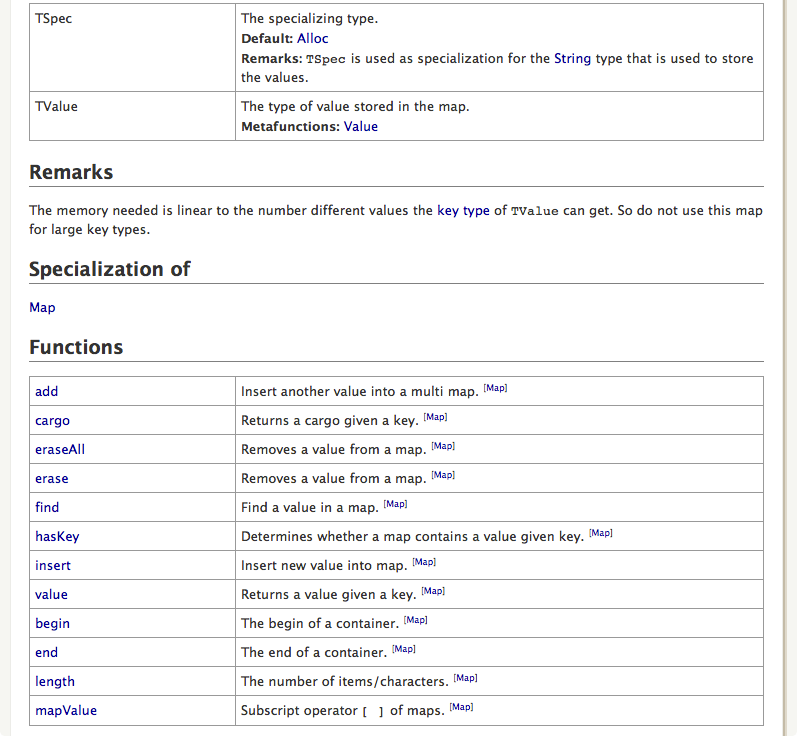 TSpec
The specializing type.
Default: Alloc
Remarks: TSpec is used as specialization for the String type that is used to store
the values.
TValue
The type of value stored in the map.
Metafunctions: Value
Remarks
The memory needed is linear to the number different values the key type of TValue can get. So do not use this map
for large key types.
Specialization of
Map
Functions
add Insert another value into a multi map. [Map]
cargo Returns a cargo given a key. [Map]
eraseAll Removes a value from a map. [Map]
erase Removes a value from a map. [Map]
find Find a value in a map. [Map]
hasKey Determines whether a map contains a value given key. [Map]
insert Insert new value into map. [Map]
value Returns a value given a key. [Map]
begin The begin of a container. [Map]
end The end of a container. [Map]
length The number of items/characters. [Map]
mapValue Subscript operator [ ] of maps. [Map]